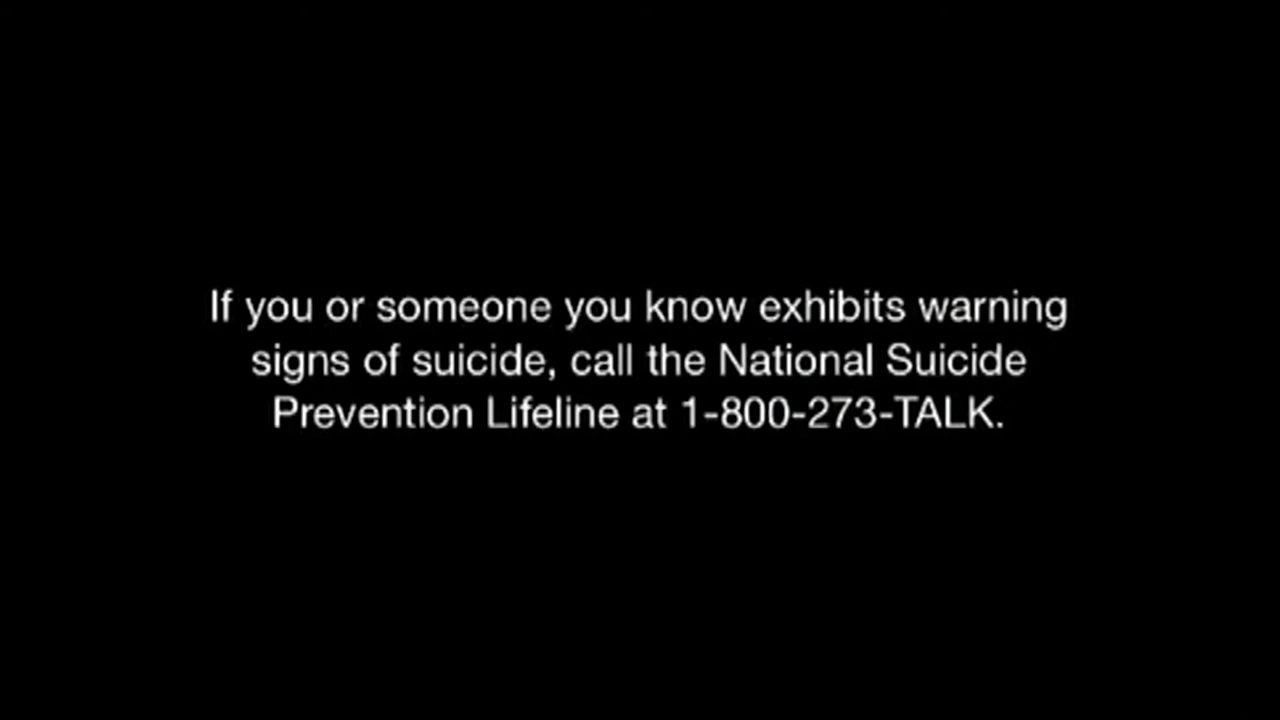 If you or someone you know exhibits warning
signs of suicide, call the National Suicide
Prevention Lifeline at 1-800-273-TALK.